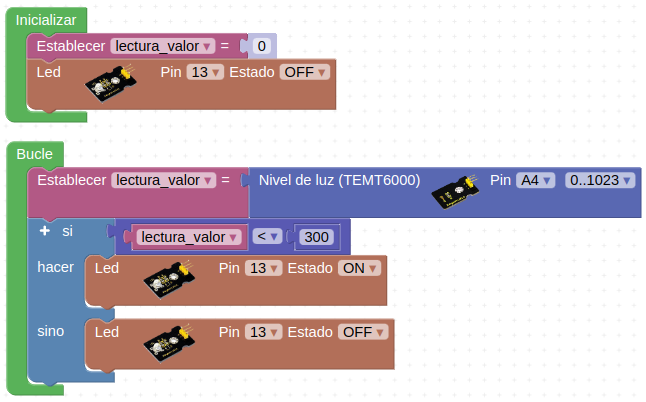 Inicializar
Establecer lectura_valor = 0
Led Pin 13 Estado OFF
Bucle
Establecer lectura_valor = Nivel de luz (TEMT6000) Pin A4 0..1023
+ si lectura_valor < 300
hacer Led Pin 13 Estado ON
sino Led Pin 13 Estado OFF